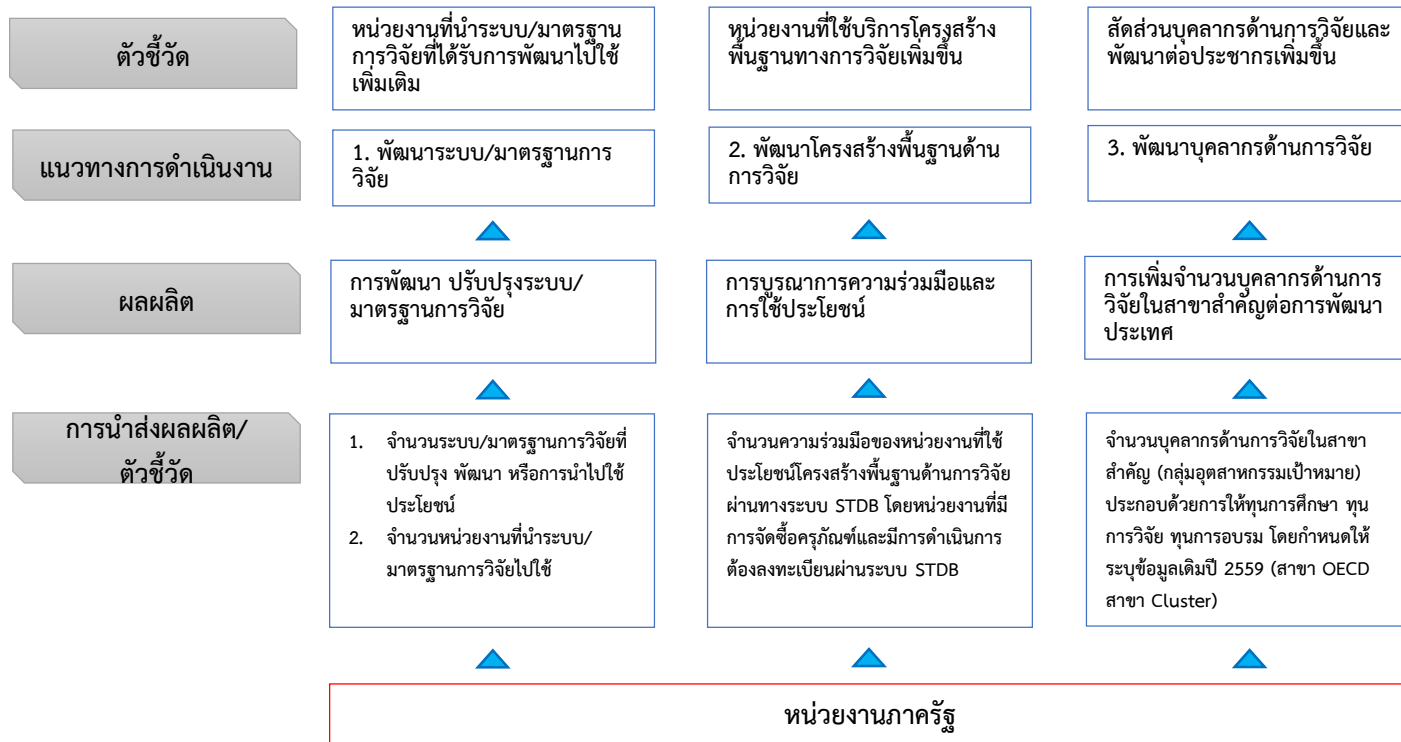 ตัวชี้วัด
หน่วยงานที่นำระบบ/มาตรฐาน
การวิจัยที่ได้รับการพัฒนาไปใช้
เพิ่มเติม
หน่วยงานที่ใช้บริการโครงสร้าง
พื้นฐานทางการวิจัยเพิ่มขึ้น
สัดส่วนบุคลากรด้านการวิจัยและ
พัฒนาต่อประชากรเพิ่มขึ้น
แนวทางการดำเนินงาน
1. พัฒนาระบบ/มาตรฐานการ
วิจัย
2. พัฒนาโครงสร้างพื้นฐานด้าน
การวิจัย
3. พัฒนาบุคลากรด้านการวิจัย
ผลผลิต
การพัฒนา ปรับปรุงระบบ/
มาตรฐานการวิจัย
การบูรณาการความร่วมมือและ
การใช้ประโยชน์
การเพิ่มจำนวนบุคลากรด้านการ
วิจัยในสาขาสำคัญต่อการพัฒนา
ประเทศ
การนำส่งผลผลิต/
ตัวชี้วัด
1. จำนวนระบบ/มาตรฐานการวิจัยที่
ปรับปรุง พัฒนา หรือการนำไปใช้
ประโยชน์
2. จำนวนหน่วยงานที่นำระบบ/
มาตรฐานการวิจัยไปใช้
จำนวนความร่วมมือของหน่วยงานที่ใช้
ประโยชน์โครงสร้างพื้นฐานด้านการวิจัย
ผ่านทางระบบ STDB โดยหน่วยงานที่มี
การจัดซื้อครุภัณฑ์และมีการดำเนินการ
ต้องลงทะเบียนผ่านระบบ STDB
จำนวนบุคลากรด้านการวิจัยในสาขา
สำคัญ (กลุ่มอุตสาหกรรมเป้าหมาย)
ประกอบด้วยการให้ทุนการศึกษา ทุน
การวิจัย ทุนการอบรม โดยกำหนดให้
ระบุข้อมูลเดิมปี 2559 (สาขา OECD
สาขา Cluster)
หน่วยงานภาครัฐ